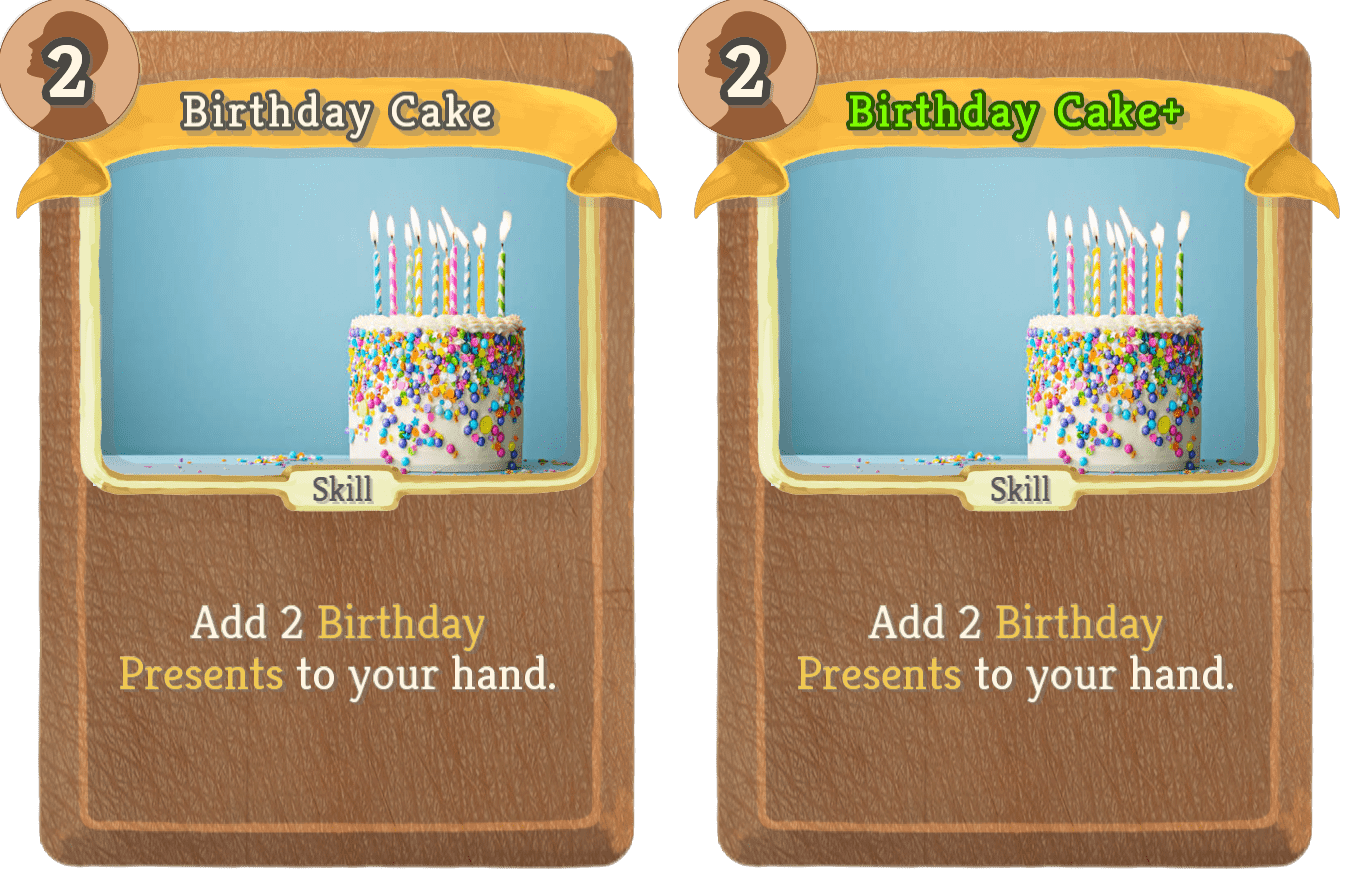 2
Birthday Cake
Skill
Add 2 Birthday
Presents to your hand.
2
Birthday Cake+
Skill
Add 2 Birthday
Presents to your hand.